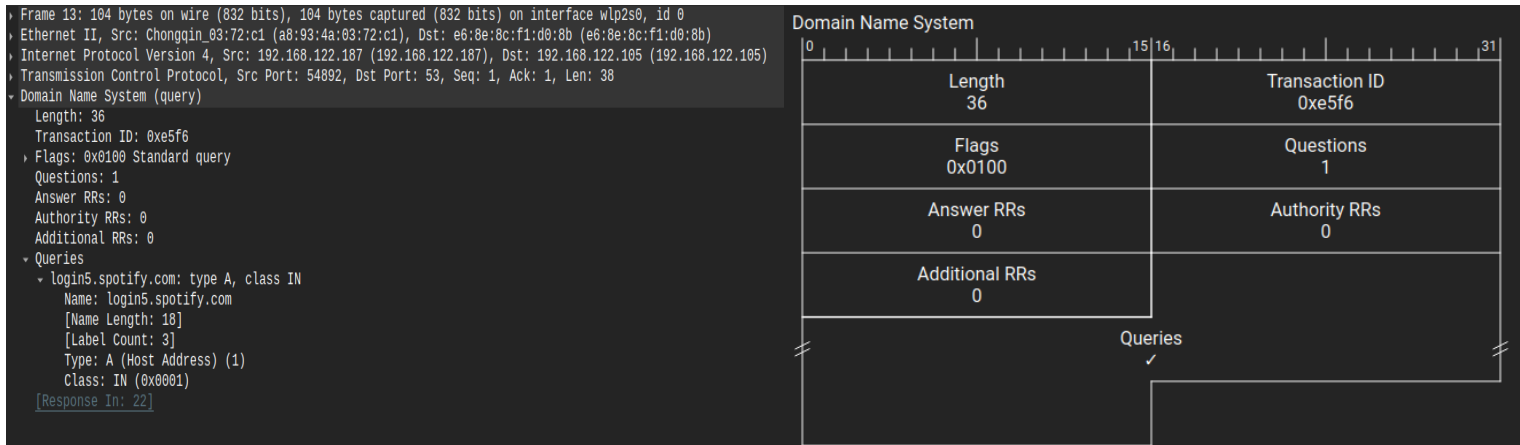 Frame 13: 104 bytes on wire (832 bits), 104 bytes captured (832 bits) on interface wlp2s0, id 0
Ethernet II, Src: Chongqin_03:72:c1 (a8:93:4a:03:72:c1), Dst: e6:8e:8c:f1:d0:8b (e6:8e:8c:f1:d0:8b)
Internet Protocol Version 4, Src: 192.168.122.187 (192.168.122.187), Dst: 192.168.122.105 (192.168.122.105)
Transmission Control Protocol, Src Port: 54892, Dst Port: 53, Seq: 1, Ack: 1, Len: 38
Domain Name System (query)
Length: 36
Transaction ID: 0xe5f6
Flags: 0x0100 Standard query
Questions: 1
Answer RRs: 0
Authority RRs: 0
Additional RRs: 0
Queries
login5.spotify.com: type A, class IN
Name: login5.spotify.com
[Name Length: 18]
[Label Count: 3]
Type: A (Host Address) (1)
Class: IN (0x0001)
[Response In: 22]
Domain Name System
0 15 16 31
Length Transaction ID
36 0xe5f6
Flags Questions
0x0100 1
Answer RRs Authority RRs
0 0
Additional RRs
0
Queries
✓